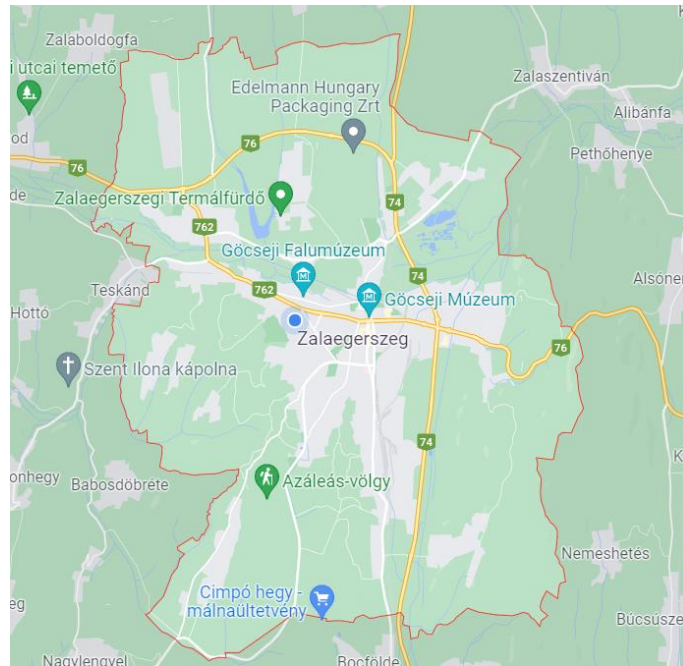 Zalaboldogfa
i utcai temető
od
76
de
Edelmann Hungary
Packaging Zrt
76
Zalaszentiván
Alibánfa
Pethőhenye
Zalaegerszegi Termálfürdő
74
762
Göcseji Falumúzeum
74
Teskánd
762
Göcseji Múzeum
Alsónem
Hottó
Zalaegerszeg
76
Szent Ilona kápolna
74
onhegy
Babosdöbréte
Azáleás-völgy
K
Nemeshetés
Cimpó hegy -
málnaültetvény
eg
Búcsúsze
Nagylengyel
Bocfölde